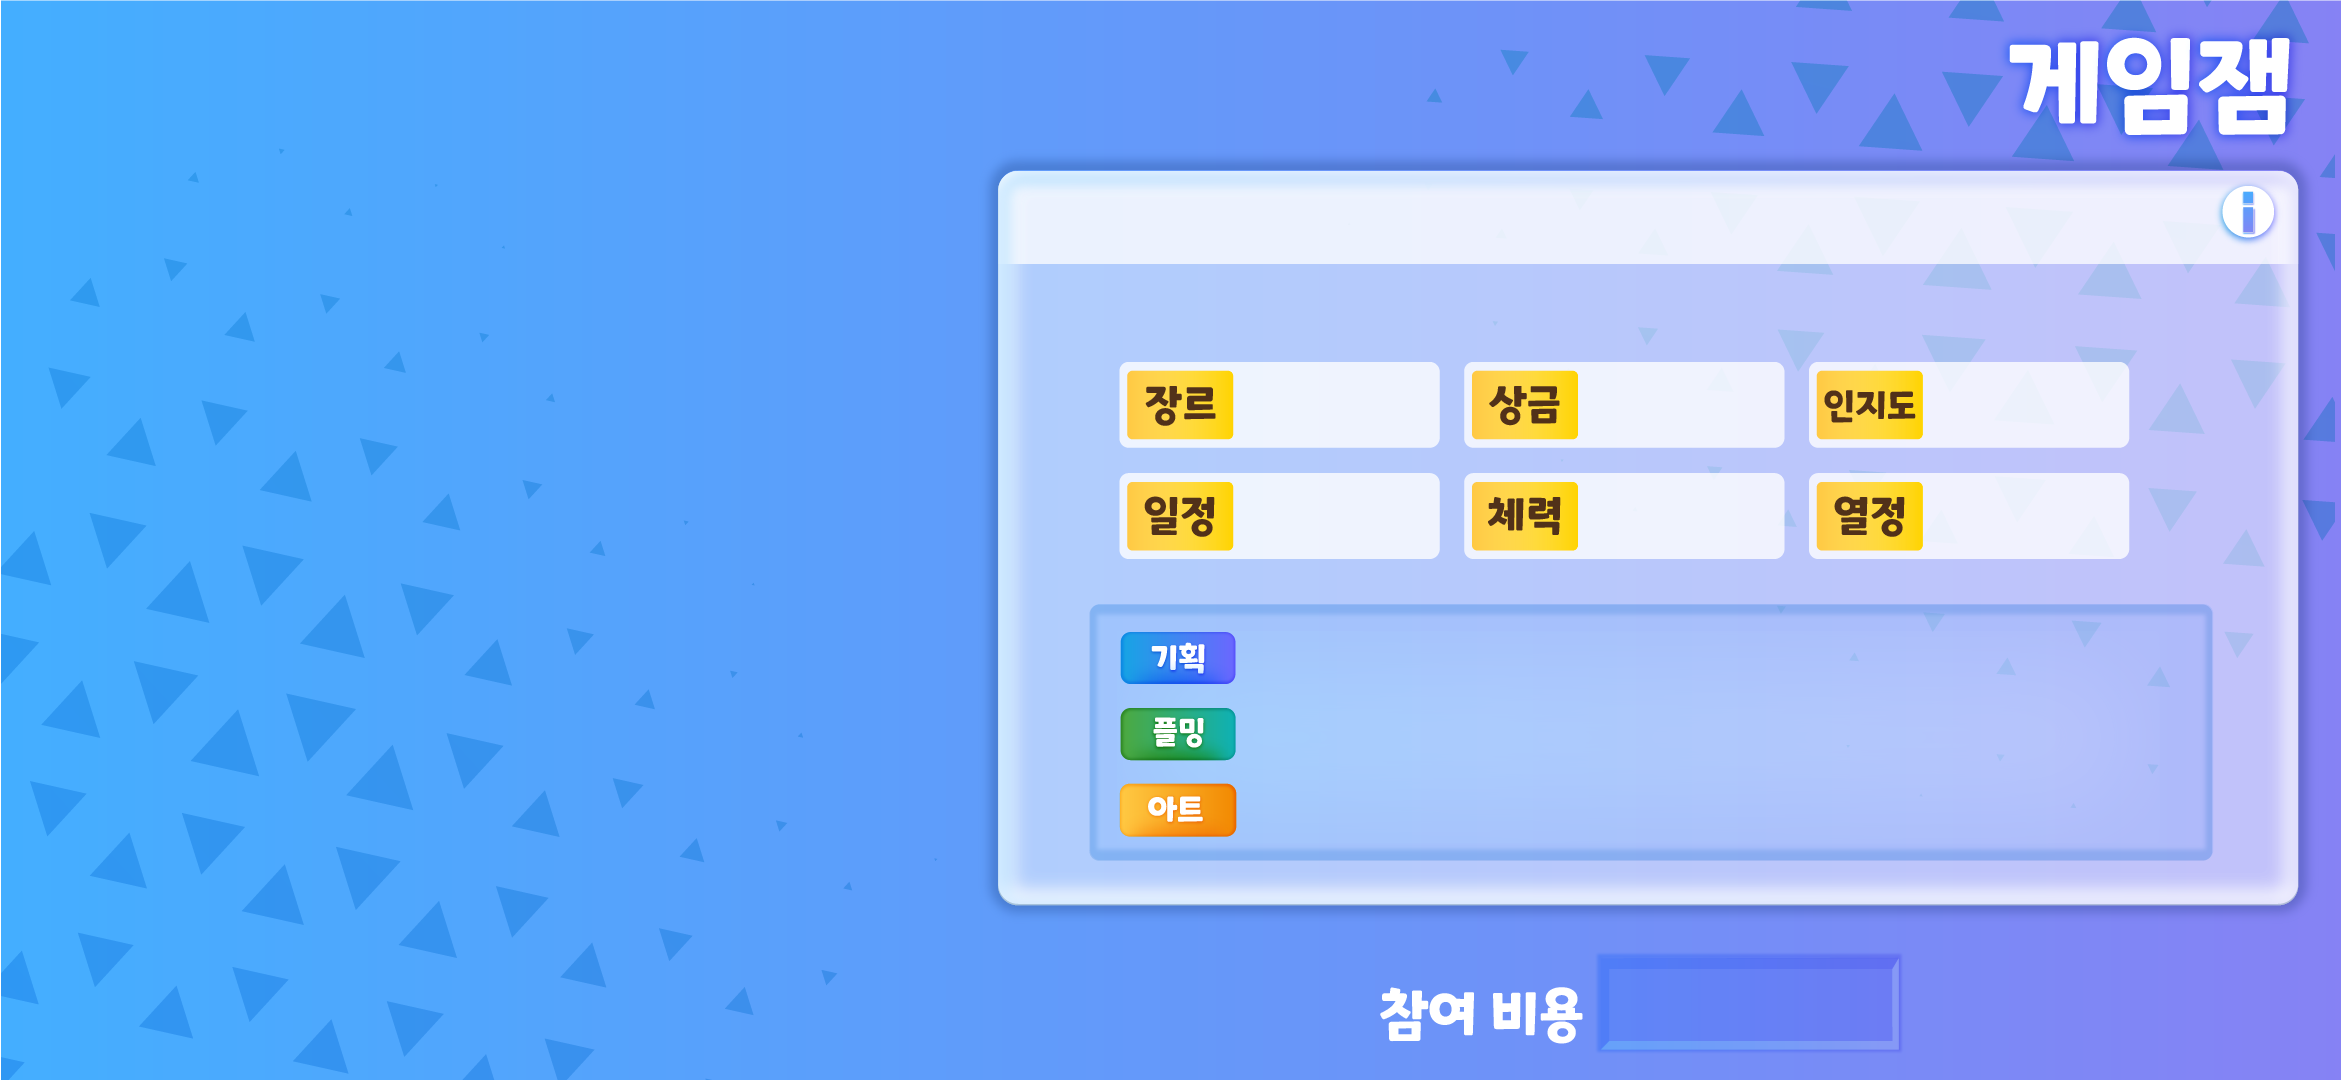 게임잼
i
장르 상금 인지도
일정 체력 열정
기획
플밍
아트
참여 비용